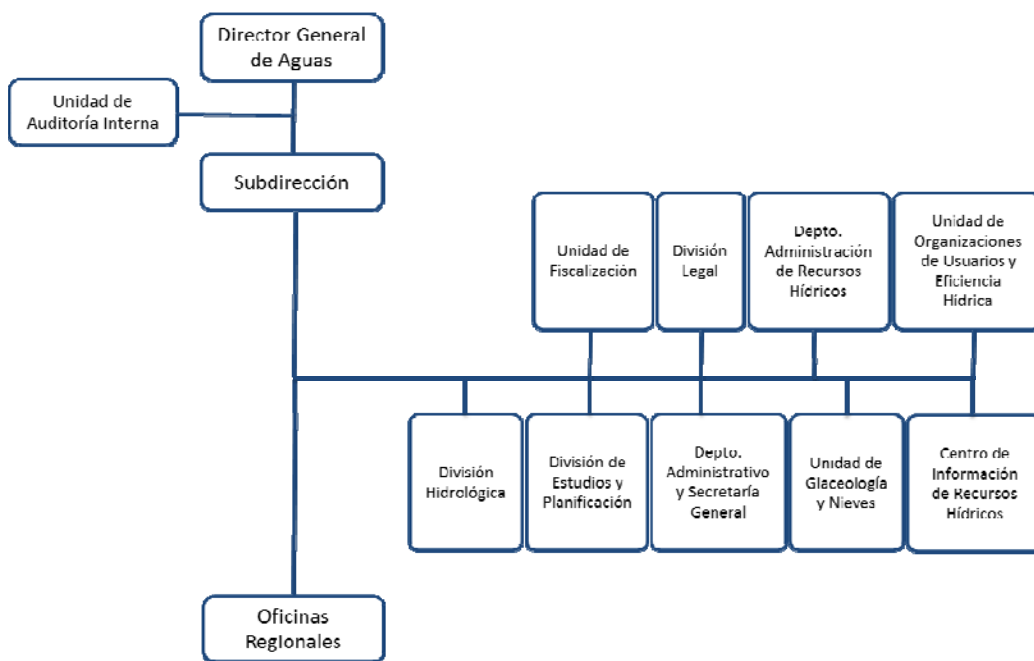 Director General
de Aguas
Unidad de
Auditoría Interna
Subdirección
Unidad de
Fiscalización
División
Legal
Depto.
Administración
de Recursos
Hídricos
Unidad de
Organizaciones
de Usuarios y
Eficiencia
Hídrica
División
Hidrológica
División de
Estudios y
Planificación
Depto.
Administrativo
y Secretaría
General
Unidad de
Glaceología
y Nieves
Centro de
Información
de Recursos
Hídricos
Oficinas
Regionales